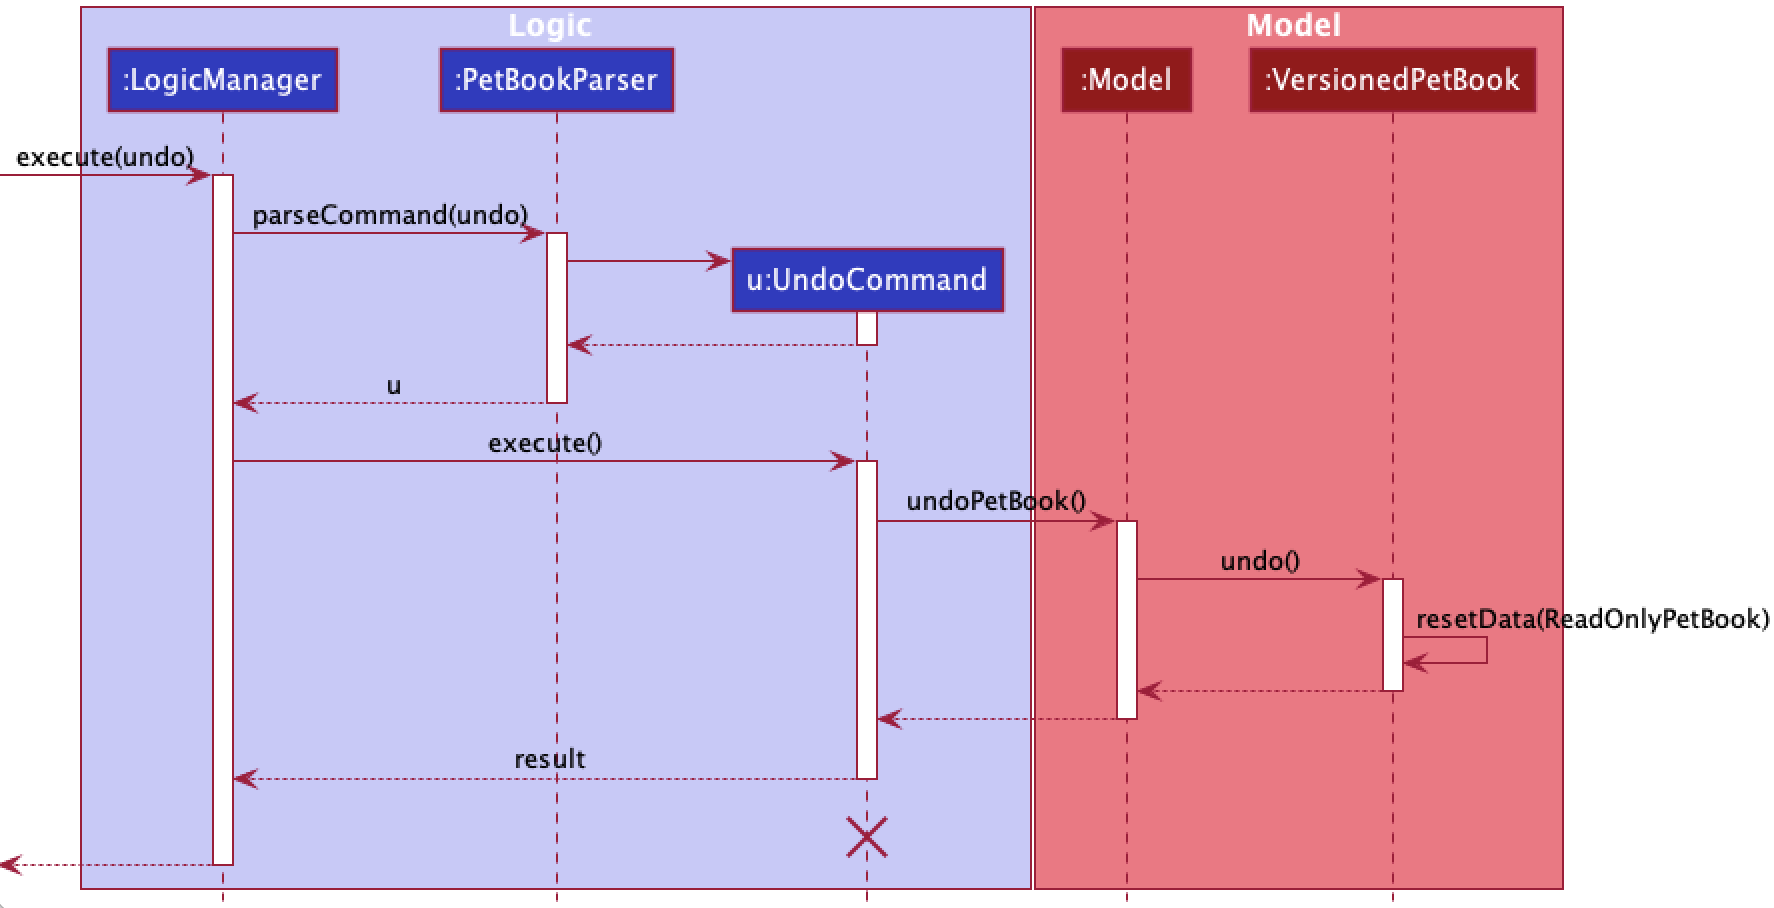 Logic
Model
:LogicManager
:PetBookParser
:Model
:VersionedPetBook
execute(undo)
parseCommand(undo)
u:UndoCommand
u
execute()
undoPetBook()
undo()
resetData(ReadOnlyPetBook)
result